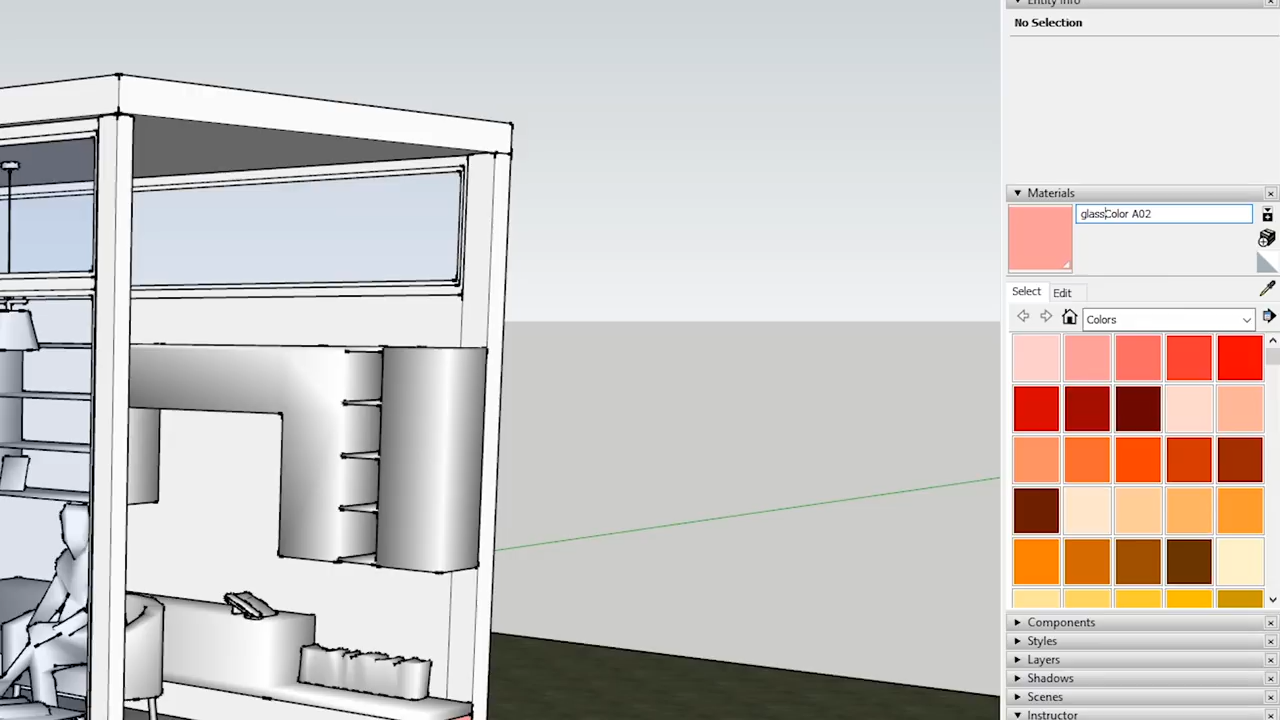 Entity Info
No Selection
Materials
glassColor A02
Select Edit
Colors
Components
Styles
Layers
Shadows
Scenes
Instructor